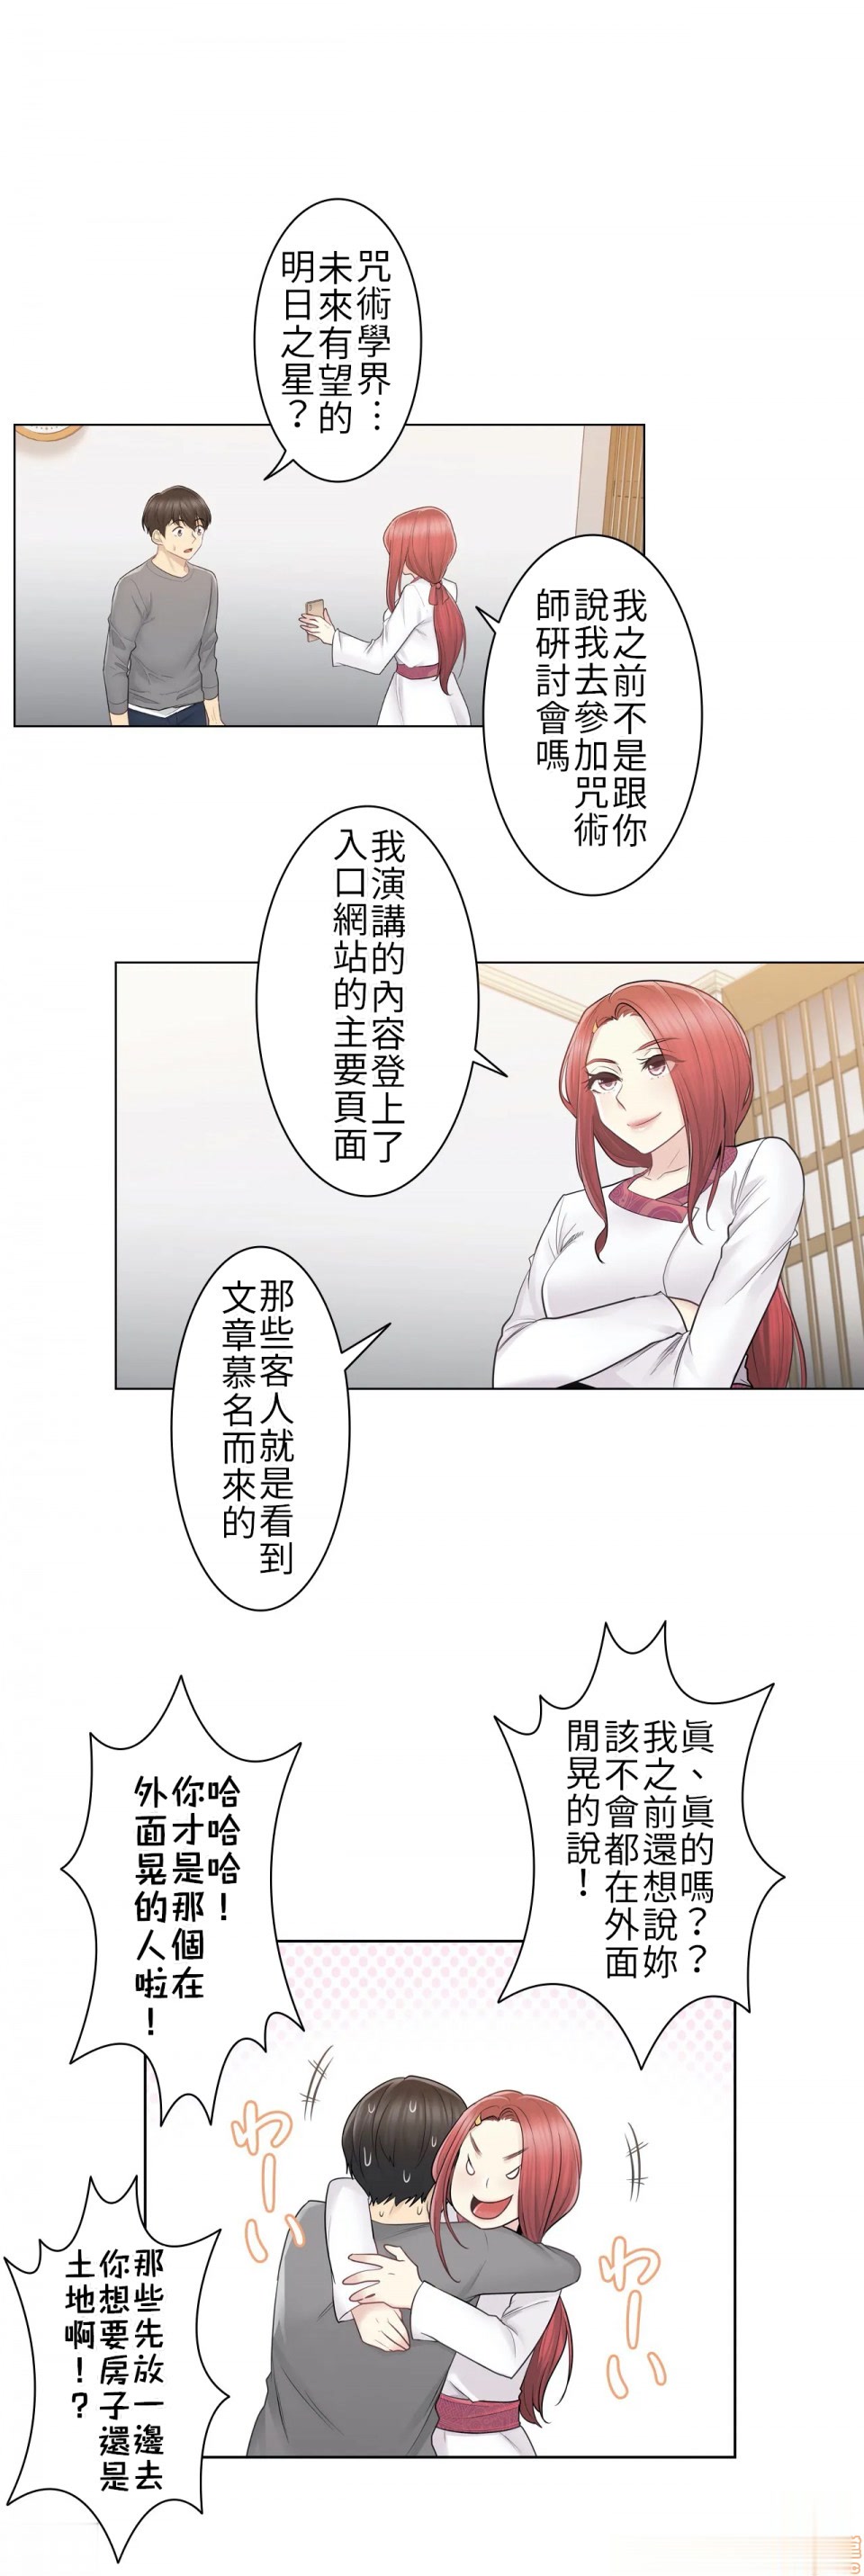 咒術學界…
未來有望的
明日之星？
我之前不是跟你
說我去參加咒術
師研討會嗎
我演講的內容登上了
入口網站的主要頁面
那些客人就是看到
文章慕名而來的
眞、眞的嗎？？
我之前還想說妳
該不會都在外面
閒晃的說！
哈哈哈！
你才是那個在
外面晃的人啦！
わーい
わーい
那些先放一邊去
你想要房子還是
土地啊！？